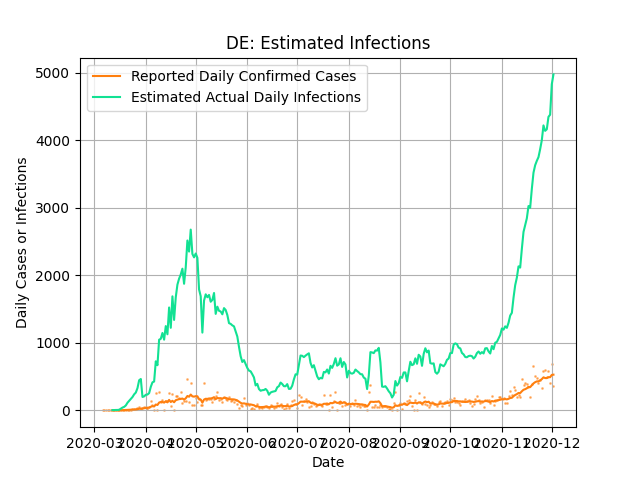 DE: Estimated Infections
Reported Daily Confirmed Cases
Estimated Actual Daily Infections
Daily Cases or Infections
5000
4000
3000
2000
1000
0
2020-03 2020-04 2020-05 2020-06 2020-07 2020-08 2020-09 2020-10 2020-11 2020-12
Date